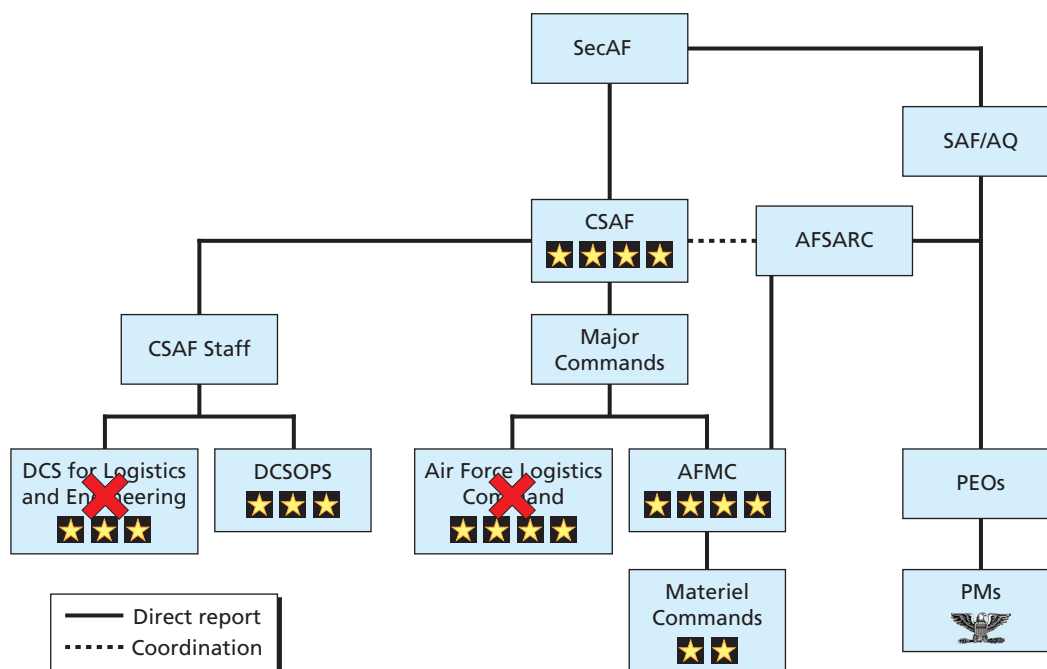 SecAF
SAF/AQ
CSAF
AFSARC
CSAF Staff
Major
Commands
DCS for Logistics
and Engineering
DCSOPS
Air Force Logistics
Command
AFMC
PEOs
Materiel
Commands
PMs
Direct report
Coordination